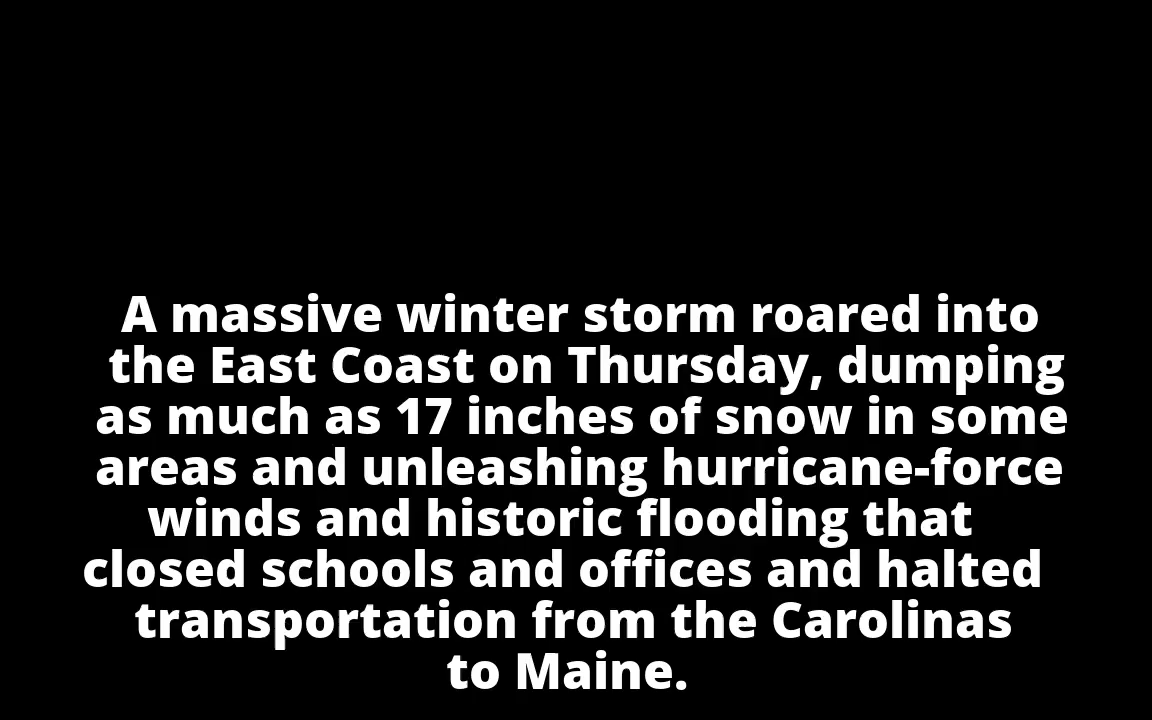 A massive winter storm roared into
the East Coast on Thursday, dumping
as much as 17 inches of snow in some
areas and unleashing hurricane-force
winds and historic flooding that
closed schools and offices and halted
transportation from the Carolinas
to Maine.